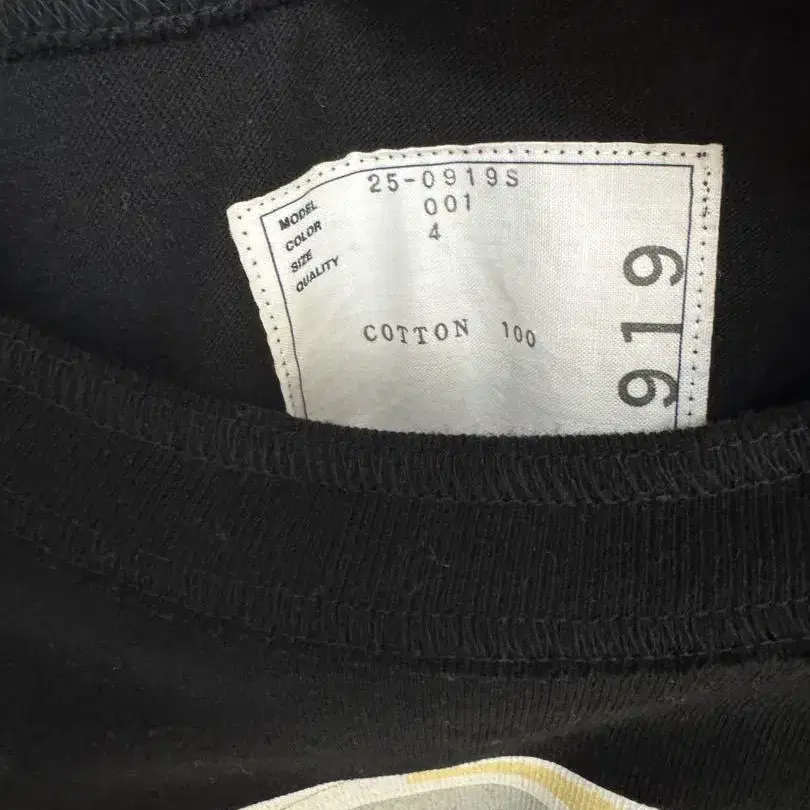 25-0919S
MODEL 001
COLOR 4
SIZE
QUALITY
COTTON 100
919